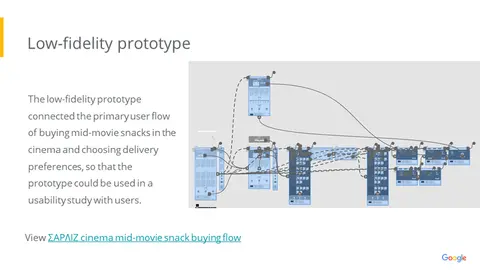 Low-fidelity prototype
The low-fidelity prototype
connected the primary user flow
of buying mid-movie snacks in the
cinema and choosing delivery
preferences, so that the
prototype could be used in a
usability study with users.
View ΣΑΡΛΙΖ cinema mid-movie snack buying flow
Google